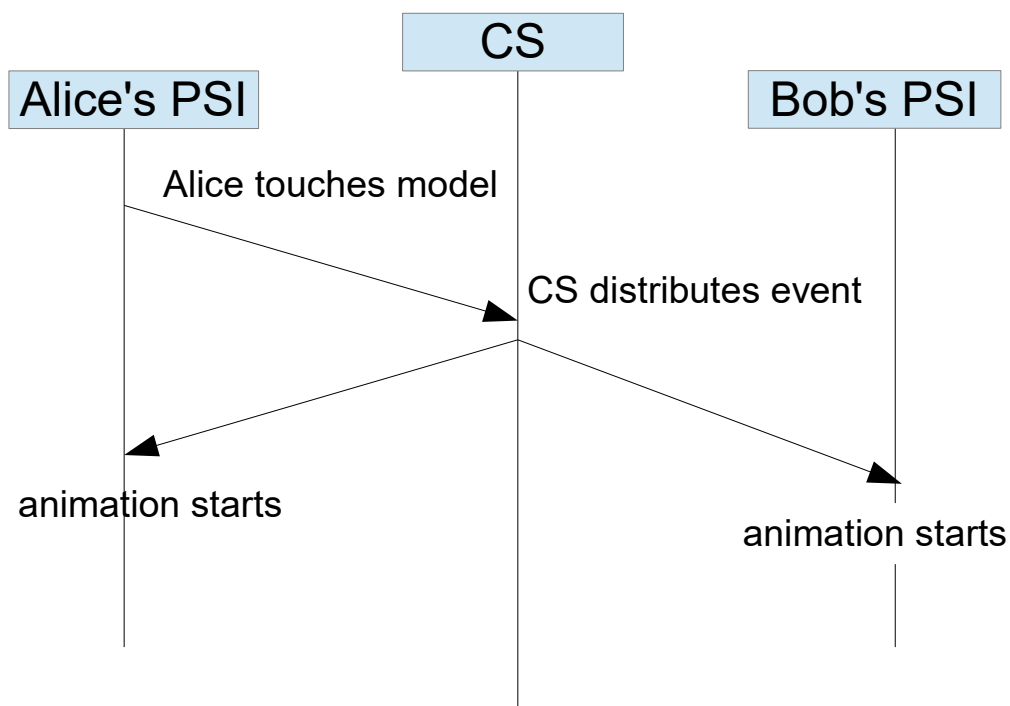 CS
Alice's PSI
Bob's PSI
Alice touches model
CS distributes event
animation starts
animation starts